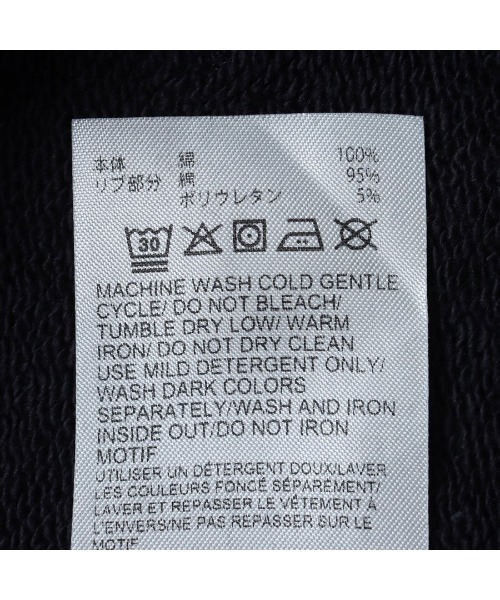 本体 綿 100%
リブ部分 綿 95%
ポリウレタン 5%
30
MACHINE WASH COLD GENTLE
CYCLE/ DO NOT BLEACH/
TUMBLE DRY LOW/ WARM
IRON/ DO NOT DRY CLEAN
USE MILD DETERGENT ONLY/
WASH DARK COLORS
SEPARATELY/WASH AND IRON
INSIDE OUT/DO NOT IRON
MOTIF
UTILISER UN DÉTERGENT DOUX/LAVER
LES COULEURS FONCÉ SÉPARÉMENT/
LAVER ET REPASSER LE VÊTEMENT À
L'ENVERS/NE PAS REPASSER SUR LE
MOTIF